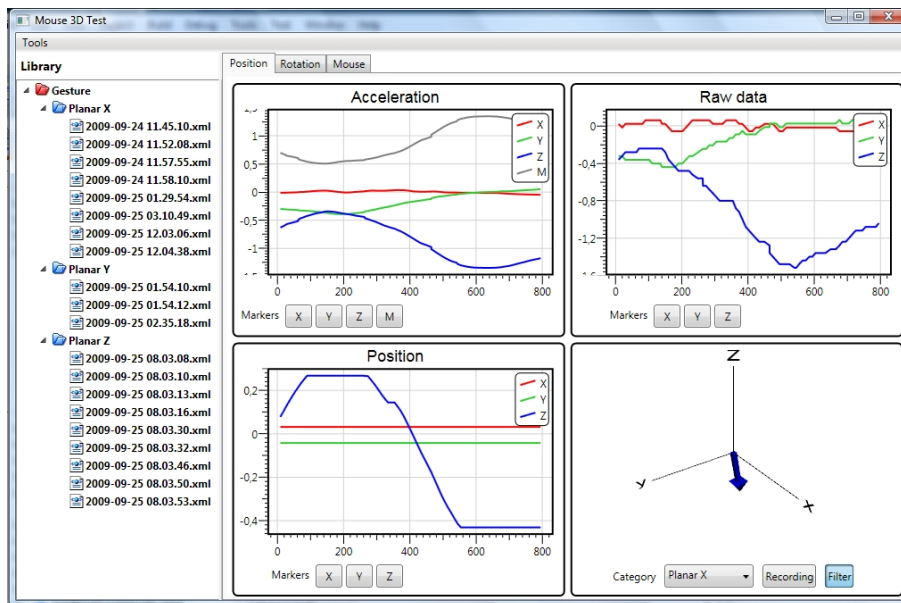 Mouse 3D Test
Tools
Library
Gesture
Planar X
2009-09-24 11.45.10.xml
2009-09-24 11.52.08.xml
2009-09-24 11.57.55.xml
2009-09-24 11.58.10.xml
2009-09-25 01.29.54.xml
2009-09-25 03.10.49.xml
2009-09-25 12.03.06.xml
2009-09-25 12.04.38.xml
Planar Y
2009-09-25 01.54.10.xml
2009-09-25 01.54.12.xml
2009-09-25 02.35.18.xml
Planar Z
2009-09-25 08.03.08.xml
2009-09-25 08.03.10.xml
2009-09-25 08.03.13.xml
2009-09-25 08.03.16.xml
2009-09-25 08.03.30.xml
2009-09-25 08.03.32.xml
2009-09-25 08.03.46.xml
2009-09-25 08.03.50.xml
2009-09-25 08.03.53.xml
Position Rotation Mouse
Acceleration
1,5
1
0,5
0
-0,5
-1
-1,5
X
Y
Z
M
0 200 400 600 800
Markers X Y Z M
Raw data
0
-0,4
-0,8
-1,2
-1,6
X
Y
Z
0 200 400 600 800
Markers X Y Z
Position
0,2
0
-0,2
-0,4
X
Y
Z
0 200 400 600 800
Markers X Y Z
Z
Y
X
Category Planar X Recording Filter